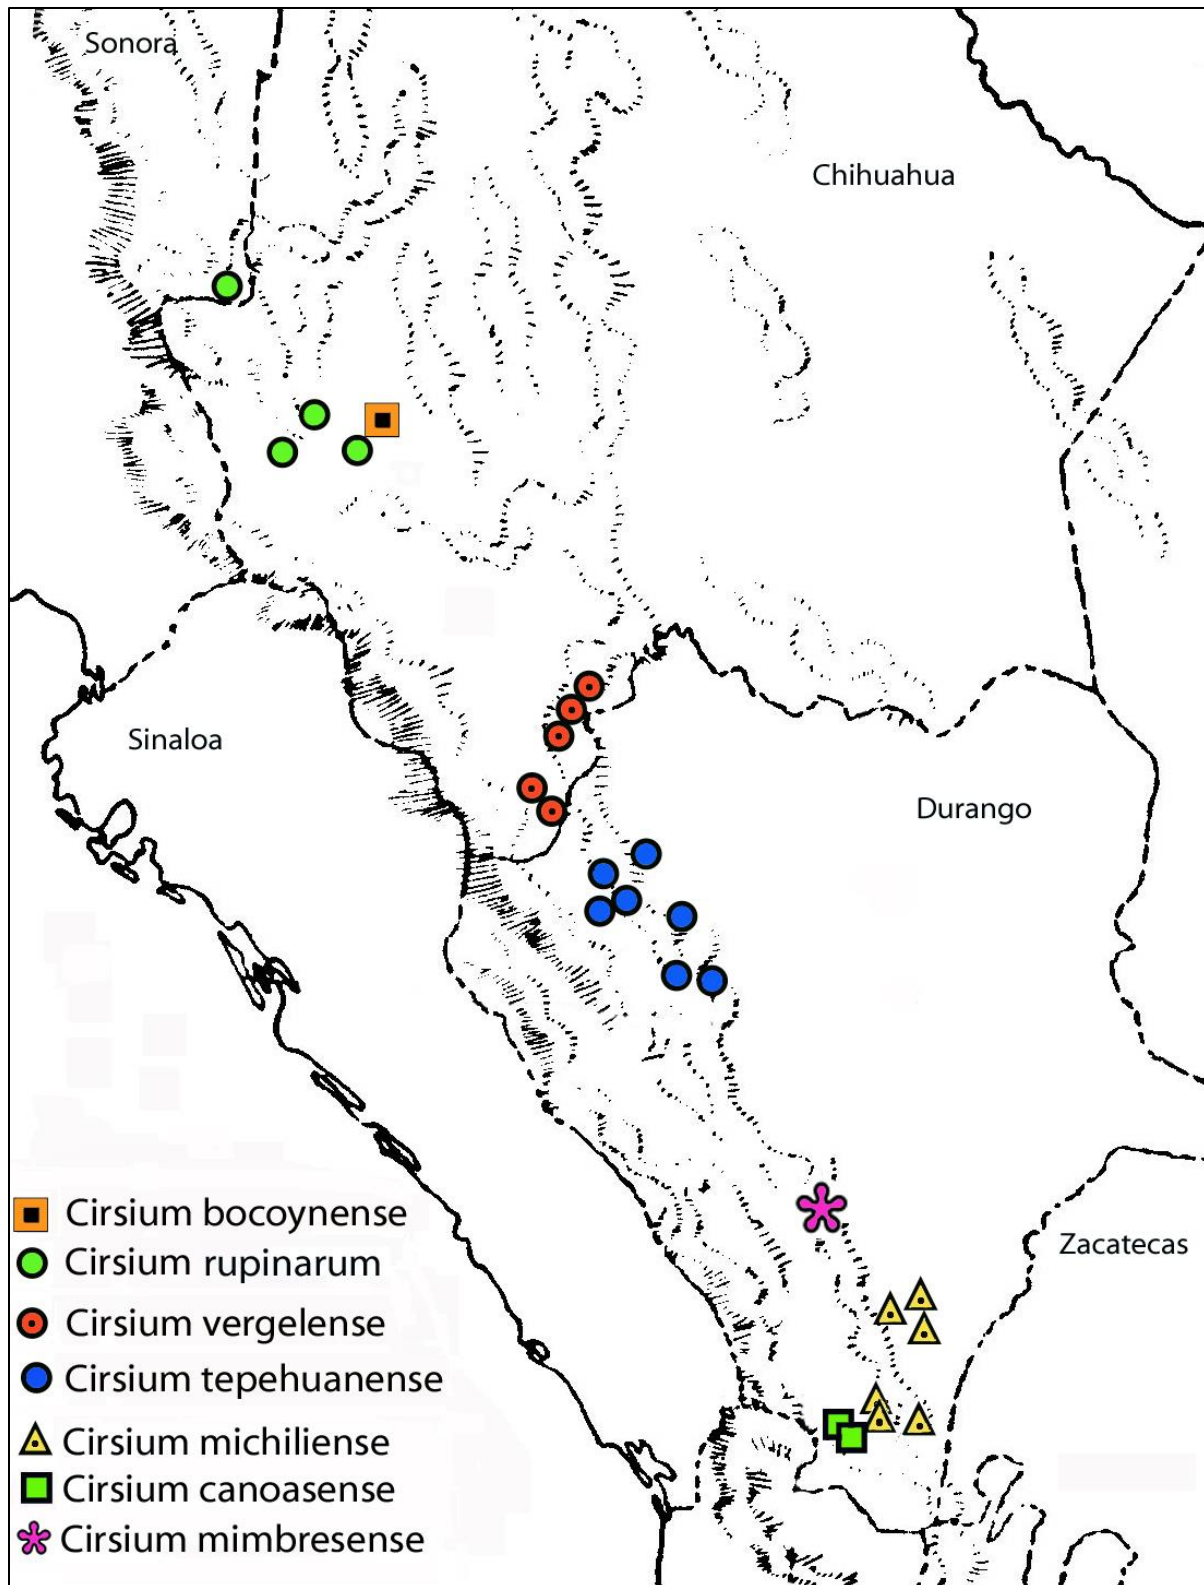 Sonora
Chihuahua
Sinaloa
Durango
Zacatecas
Cirsium bocoynense
Cirsium rupinarum
Cirsium vergelense
Cirsium tepehuanense
Cirsium michiliense
Cirsium canoasense
Cirsium mimbresense